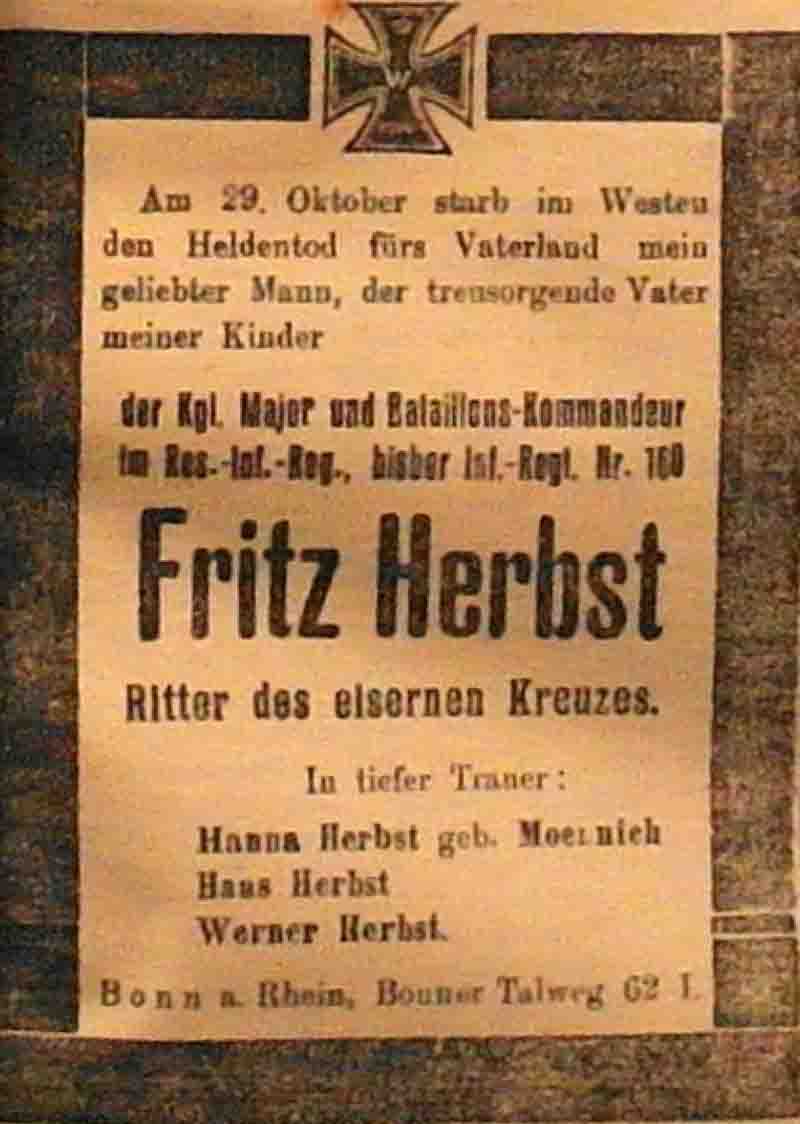 W
Am 29. Oktober starb im Westen
den Heldentod fürs Vaterland mein
geliebter Mann, der treusorgende Vater
meiner Kinder
der Kgl. Major und Bataillons-Kommandeur
im Res.-Inf.-Reg., bisher Inf.-Regt. Nr. 160
Fritz Herbst
Ritter des eisernen Kreuzes.
In tiefer Trauer:
Hanna Herbst geb.
Hans Herbst
Werner Herbst.
Bonn a. Rhein, Bonner Talweg 62 I.